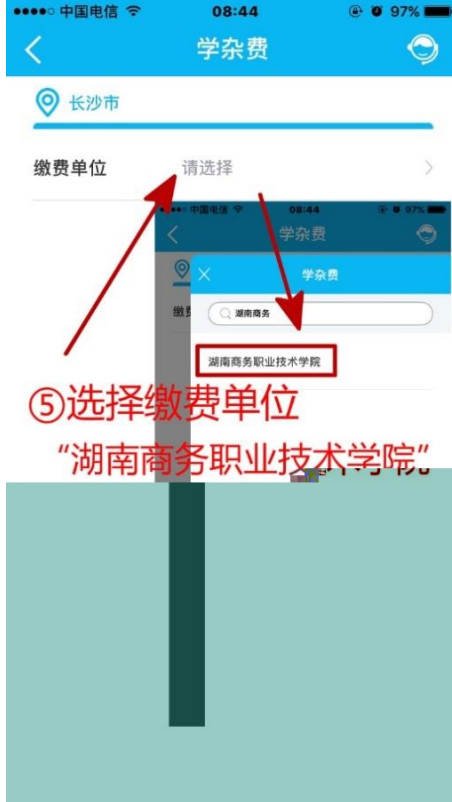 中国电信 08:44 97%
学杂费
长沙市
缴费单位 请选择
中国电信 08:44 97%
学杂费
学杂费
缴费
湖南商务
湖南商务职业技术学院
⑤选择缴费单位
“湖南商务职业技术学院”